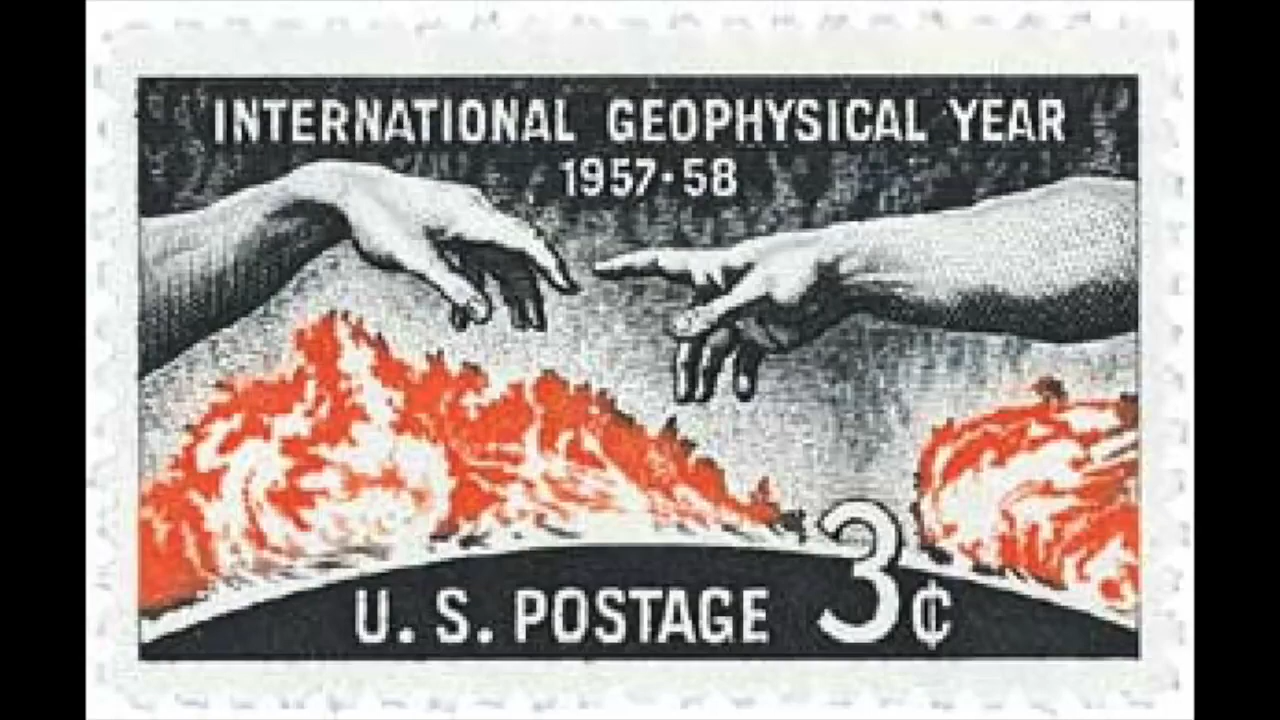 INTERNATIONAL GEOPHYSICAL YEAR
1957·58
U. S. POSTAGE 3¢